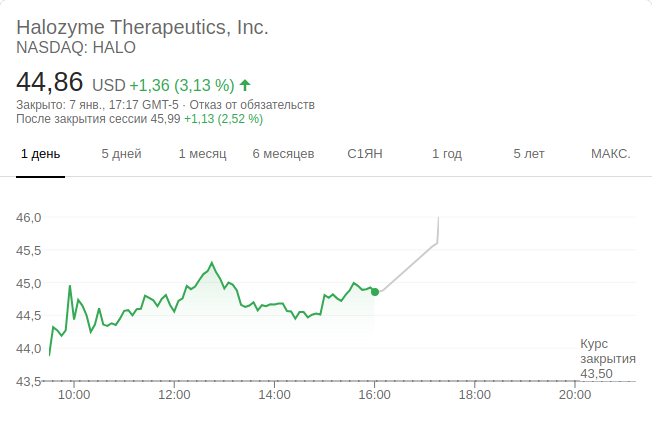 Halozyme Therapeutics, Inc.
NASDAQ: HALO
44,86 USD +1,36 (3,13 %)
Закрыто: 7 янв., 17:17 GMT-5 · Отказ от обязательств
После закрытия сессии 45,99 +1,13 (2,52 %)
1 день 5 дней 1 месяц 6 месяцев С1ЯН 1 год 5 лет МАКС.
46,0
45,5
45,0
44,5
44,0
43,5
Курс
закрытия
43,50
10:00 12:00 14:00 16:00 18:00 20:00